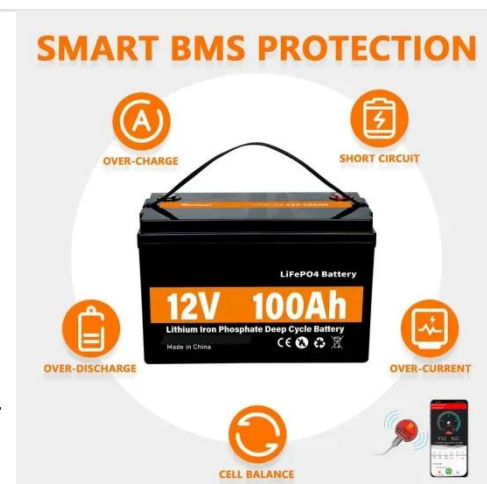 SMART BMS PROTECTION
OVER-CHARGE
SHORT CIRCUIT
LiFePO4 Battery
12V 100Ah
Lithium Iron Phosphate Deep Cycle Battery
Made in China
CE
OVER-DISCHARGE
OVER-CURRENT
CELL BALANCE